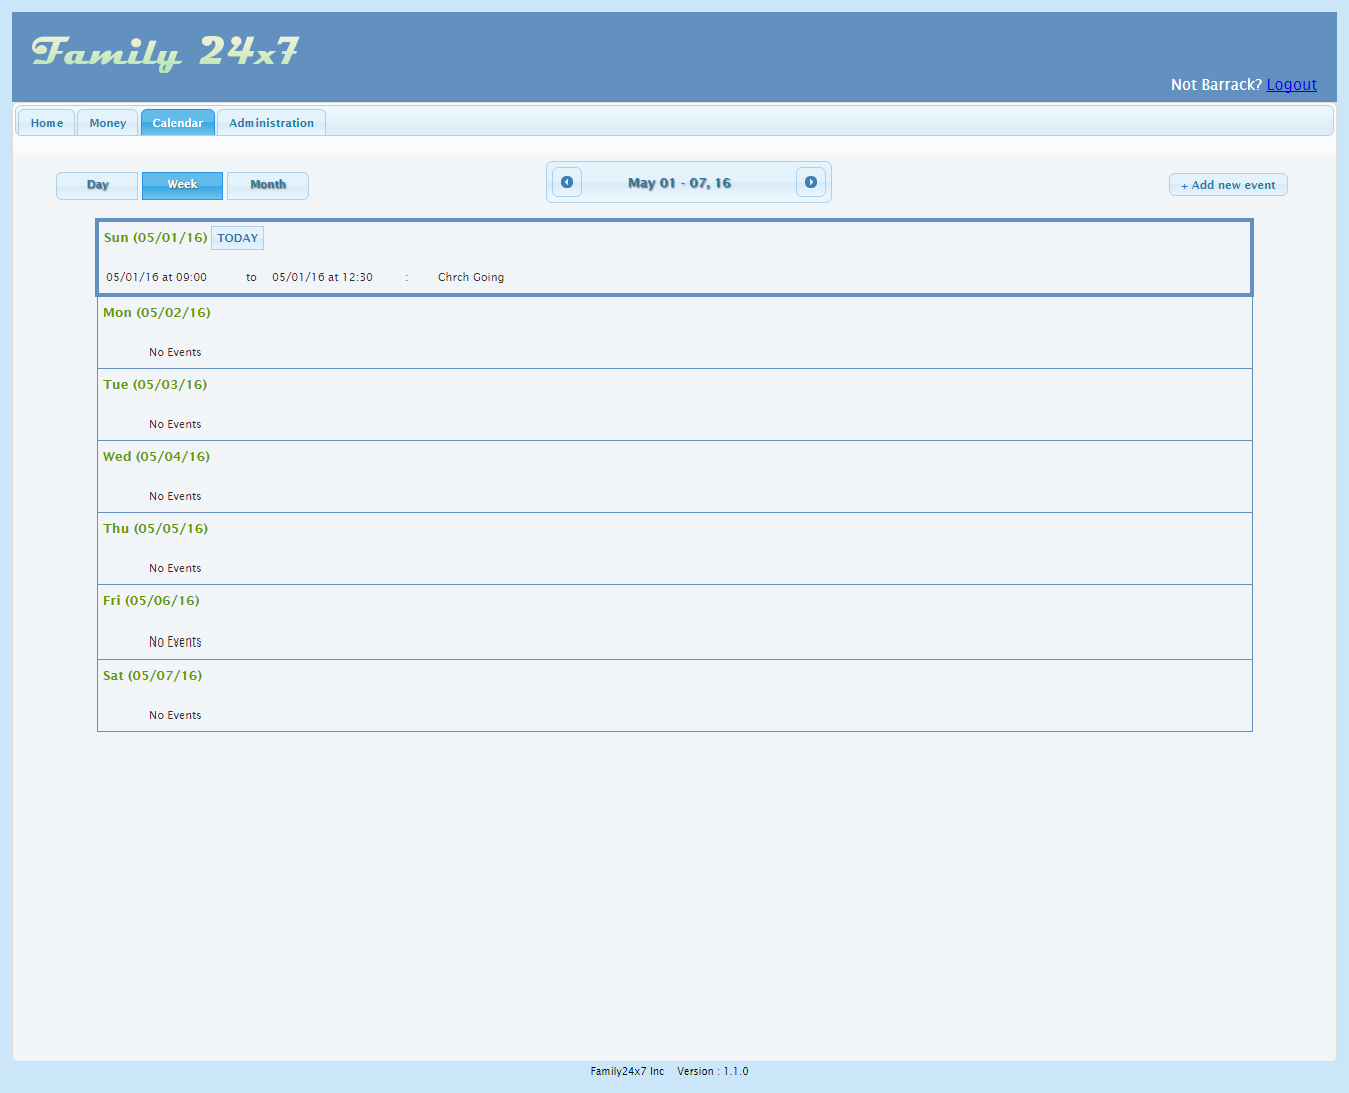 Family 24x7
Not Barrack? Logout
Home Money Calendar Administration
Day Week Month May 01 - 07, 16 + Add new event
Sun (05/01/16) TODAY
05/01/16 at 09:00 to 05/01/16 at 12:30 : Chrch Going
Mon (05/02/16)
No Events
Tue (05/03/16)
No Events
Wed (05/04/16)
No Events
Thu (05/05/16)
No Events
Fri (05/06/16)
No Events
Sat (05/07/16)
No Events
Family24x7 Inc Version : 1.1.0